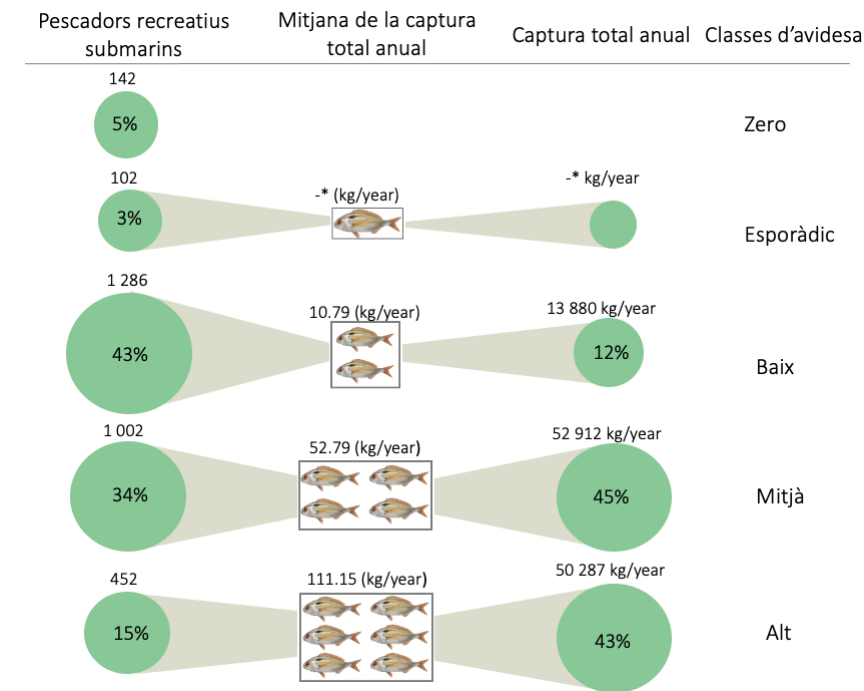 Pescadors recreatius
submarins
Mitjana de la captura
total anual
Captura total anual
Classes d’avidesa
142
5%
Zero
102
3%
-* (kg/year)
-* kg/year
Esporàdic
1 286
43%
10.79 (kg/year)
13 880 kg/year
12%
Baix
1 002
34%
52.79 (kg/year)
52 912 kg/year
45%
Mitjà
452
15%
111.15 (kg/year)
50 287 kg/year
43%
Alt